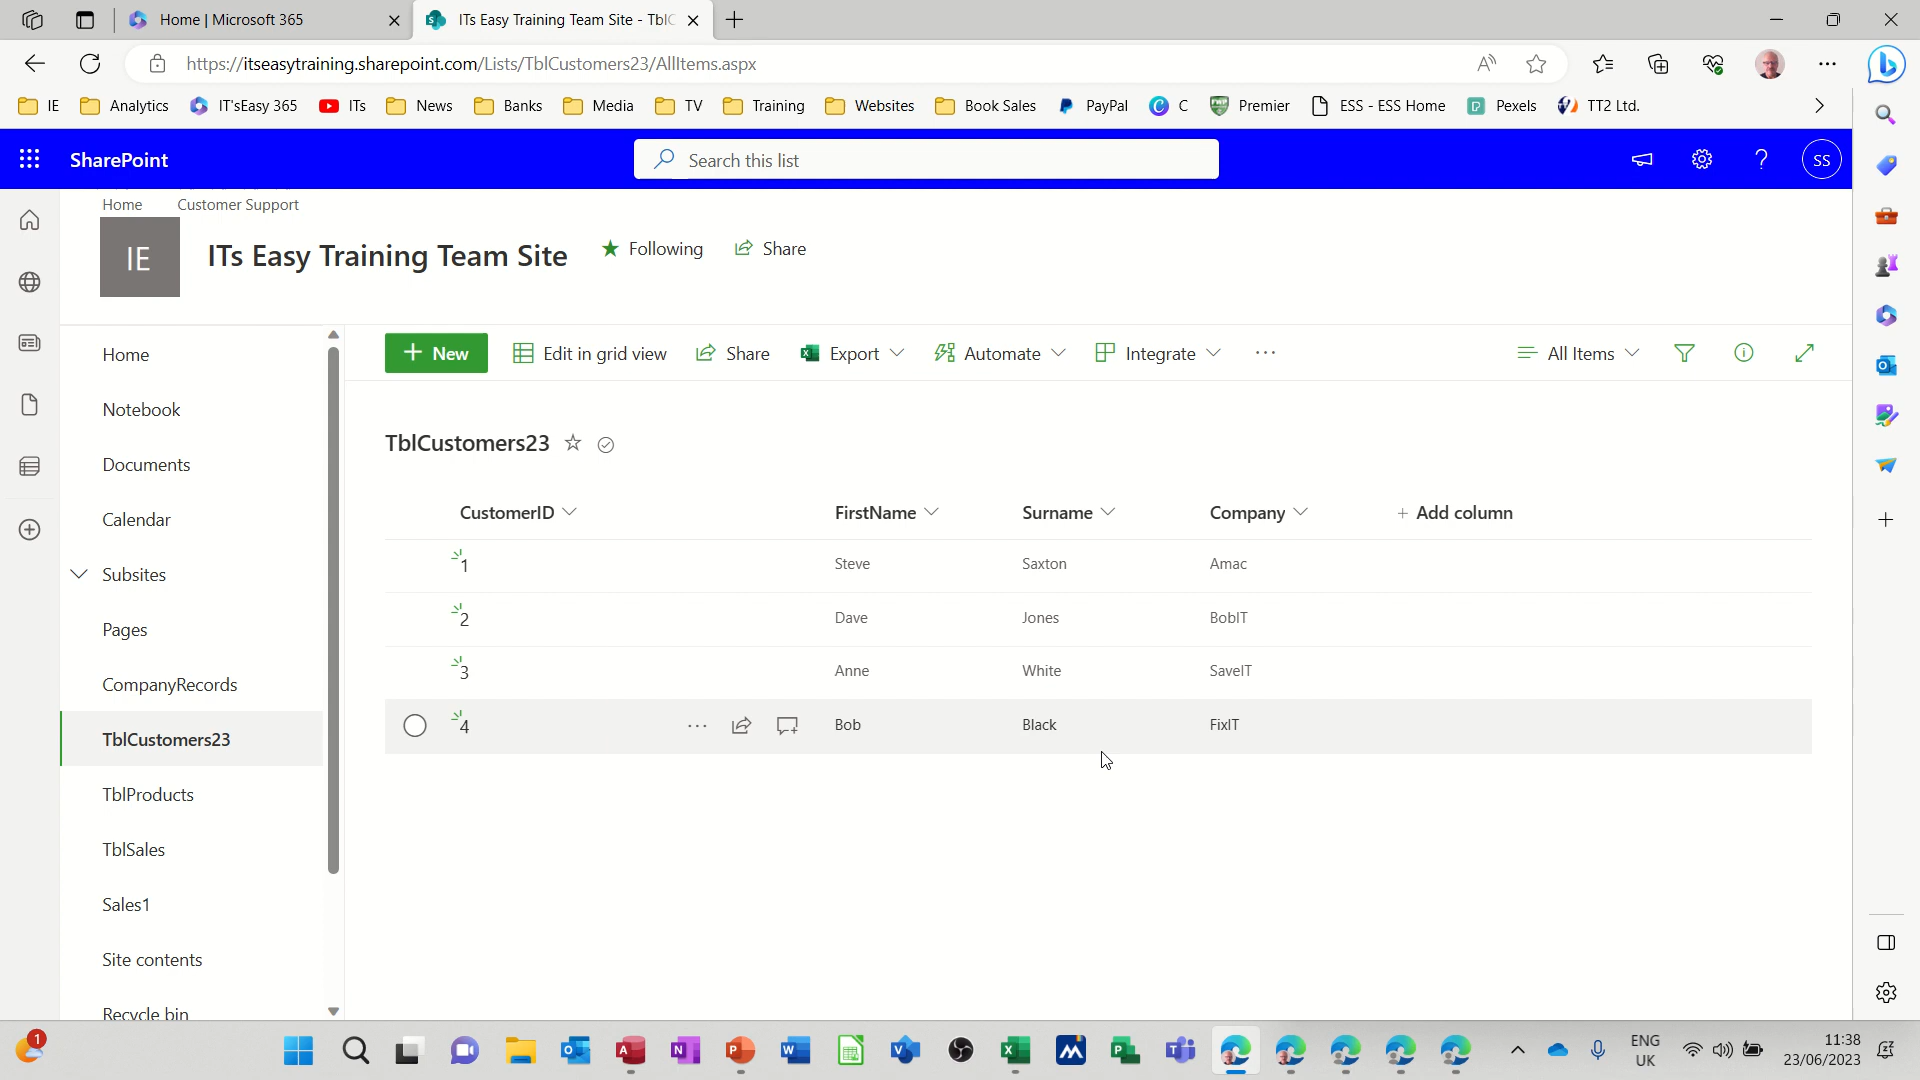 Home | Microsoft 365
ITs Easy Training Team Site - TblC
https://itseasytraining.sharepoint.com/Lists/TblCustomers23/AllItems.aspx
IE Analytics IT'sEasy 365 ITs News Banks Media TV Training Websites Book Sales PayPal C Premier ESS - ESS Home Pexels TT2 Ltd.
SharePoint
Search this list
SS
Home Customer Support
IE
ITs Easy Training Team Site
Following
Share
Home
Notebook
Documents
Calendar
Subsites
Pages
CompanyRecords
TblCustomers23
TblProducts
TblSales
Sales1
Site contents
Recycle bin
New Edit in grid view Share Export Automate Integrate All Items
TblCustomers23
CustomerID FirstName Surname Company + Add column
1 Steve Saxton Amac
2 Dave Jones BobIT
3 Anne White SaveIT
4 Bob Black FixIT
1
ENG
UK
11:38
23/06/2023